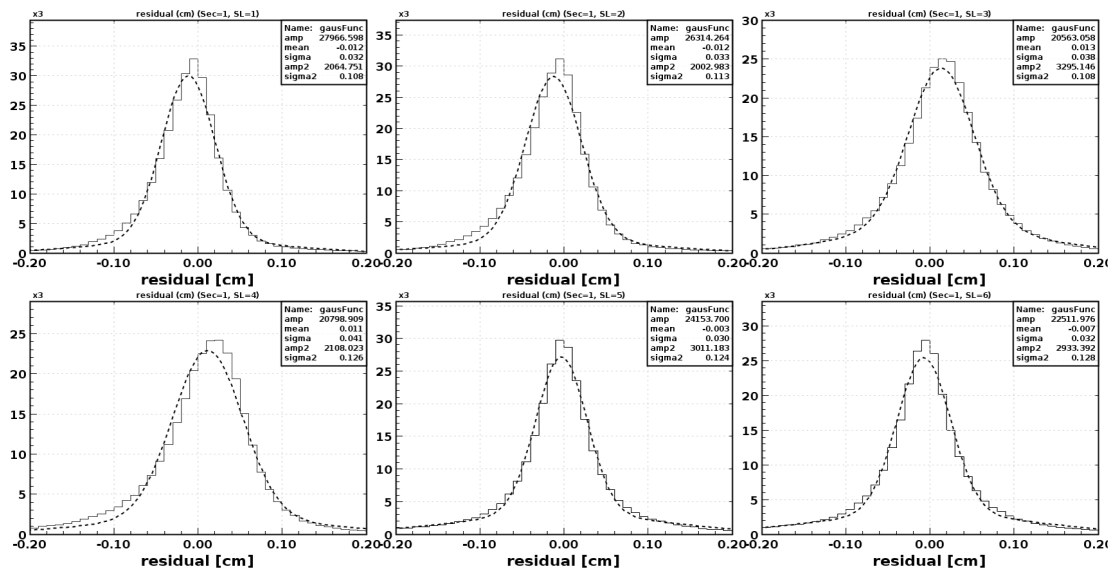 x3 residual (cm) (Sec=1, SL=1)
Name: gausFunc
amp 27966.598
mean -0.012
sigma 0.032
amp2 2064.751
sigma2 0.108
35
30
25
20
15
10
5
0
-0.20 -0.10 0.00 0.10 0.20
residual [cm]
x3 residual (cm) (Sec=1, SL=2)
Name: gausFunc
amp 26314.264
mean -0.012
sigma 0.033
amp2 2002.983
sigma2 0.113
35
30
25
20
15
10
5
0
-0.20 -0.10 0.00 0.10 0.20
residual [cm]
x3 residual (cm) (Sec=1, SL=3)
Name: gausFunc
amp 20563.058
mean 0.013
sigma 0.038
amp2 3295.146
sigma2 0.108
30
25
20
15
10
5
0
-0.20 -0.10 0.00 0.10 0.20
residual [cm]
x3 residual (cm) (Sec=1, SL=4)
Name: gausFunc
amp 20798.909
mean 0.011
sigma 0.041
amp2 2108.023
sigma2 0.126
25
20
15
10
5
0
-0.20 -0.10 0.00 0.10 0.20
residual [cm]
x3 residual (cm) (Sec=1, SL=5)
Name: gausFunc
amp 24153.700
mean -0.003
sigma 0.030
amp2 3011.183
sigma2 0.124
35
30
25
20
15
10
5
0
-0.20 -0.10 0.00 0.10 0.20
residual [cm]
x3 residual (cm) (Sec=1, SL=6)
Name: gausFunc
amp 22511.976
mean -0.007
sigma 0.032
amp2 2933.392
sigma2 0.128
30
25
20
15
10
5
0
-0.20 -0.10 0.00 0.10 0.20
residual [cm]